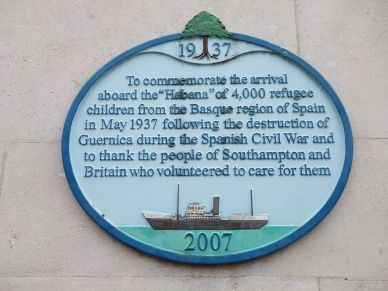 1937
To commemorate the arrival
aboard the "Habana" of 4,000 refugee
children from the Basque region of Spain
in May 1937 following the destruction of
Guernica during the Spanish Civil War and
to thank the people of Southampton and
Britain who volunteered to care for them
2007